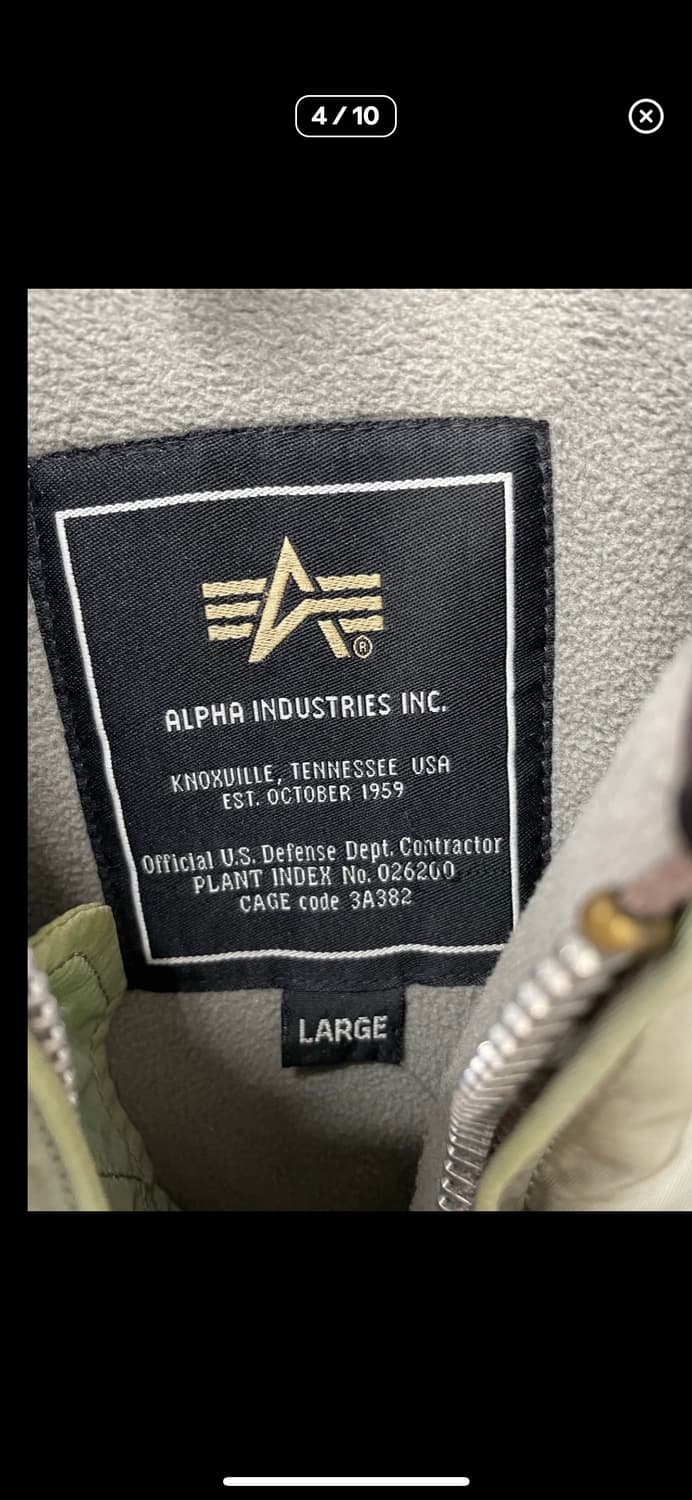 4 / 10
ALPHA INDUSTRIES INC.
KNOXVILLE, TENNESSEE USA
EST. OCTOBER 1959
Official U.S. Defense Dept. Contractor
PLANT INDEX No. 026200
CAGE code 3A382
LARGE